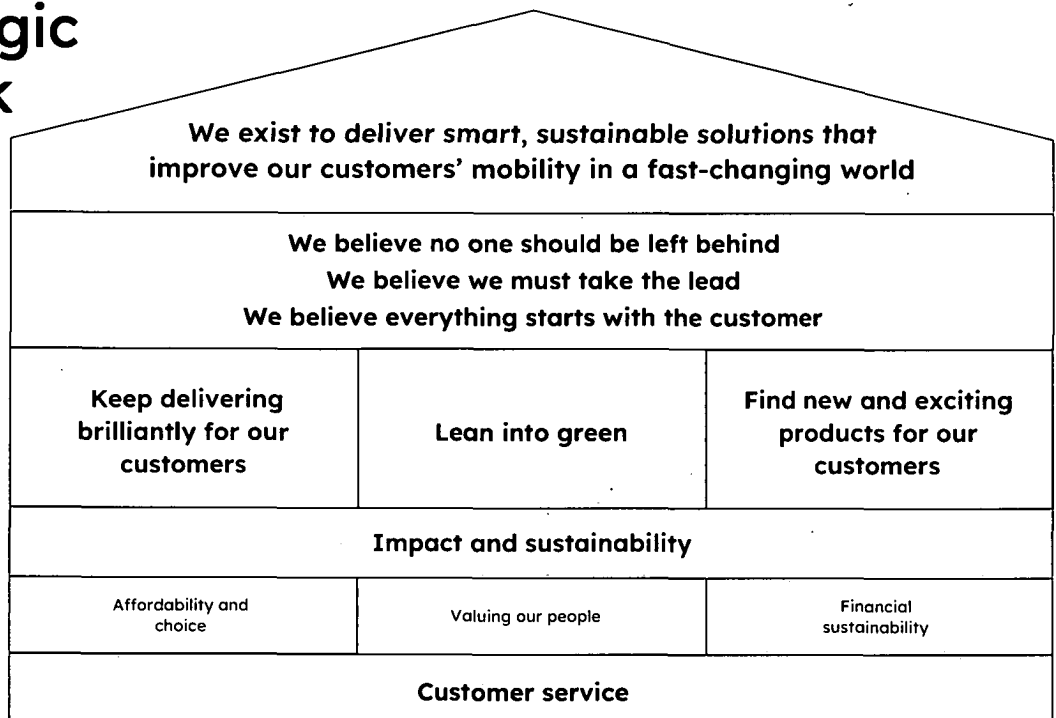 gic
k
We exist to deliver smart, sustainable solutions that
improve our customers' mobility in a fast-changing world
We believe no one should be left behind
We believe we must take the lead
We believe everything starts with the customer
Keep delivering
brilliantly for our
customers
Lean into green
Find new and exciting
products for our
customers
Impact and sustainability
Affordability and
choice
Valuing our people
Financial
sustainability
Customer service